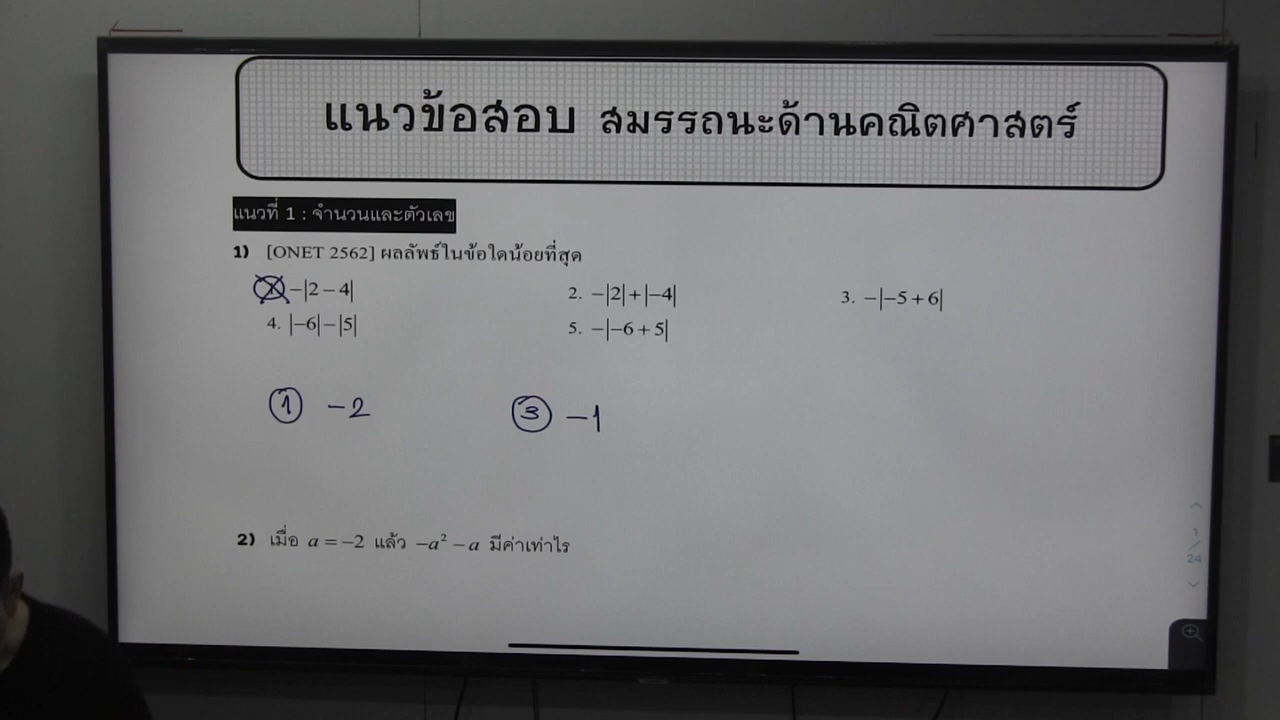 แนวข้อสอบ สมรรถนะด้านคณิตศาสตร์
แนวที่ 1 : จำนวนและตัวเลข
1) [ONET 2562] ผลลัพธ์ในข้อใดน้อยที่สุด
1. −|2−4| 2. −|2|+|−4| 3. −|−5+6|
4. |−6|−|5| 5. −|−6+5|
① −2 ③ −1
2) เมื่อ a = −2 แล้ว −a² − a มีค่าเท่าไร
1
/
24